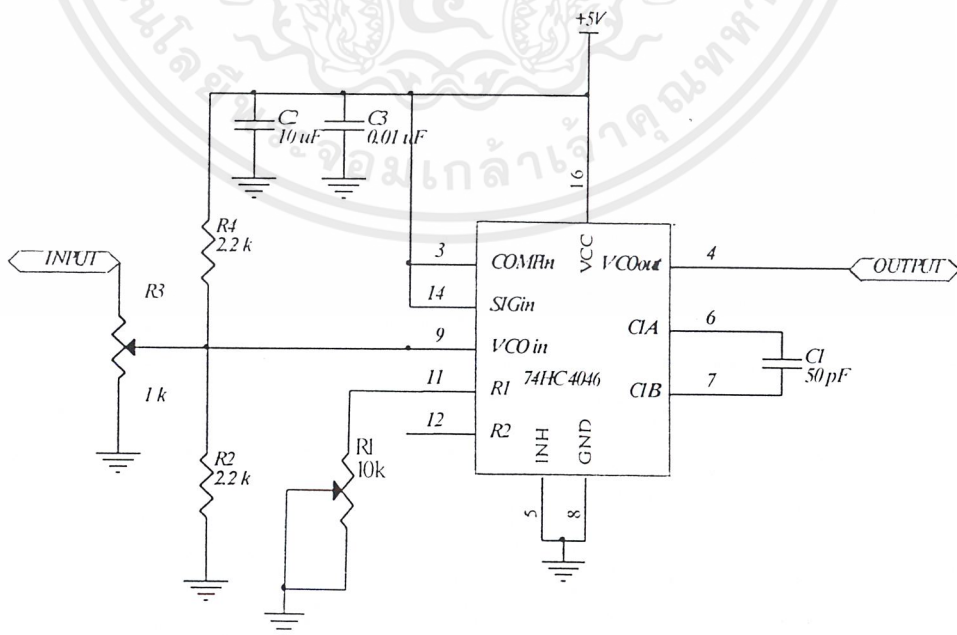 +5V
C2
10 uF
C3
0.01 uF
16
R4
2.2 k
INPUT
R3
1 k
3
COMPin
VCC
VCOout
4
OUTPUT
14
SIGin
9
VCO in
C1A
6
C1
50 pF
11
R1
74HC4046
C1B
7
12
R2
INH
GND
R1
10k
R2
2.2 k
5
8